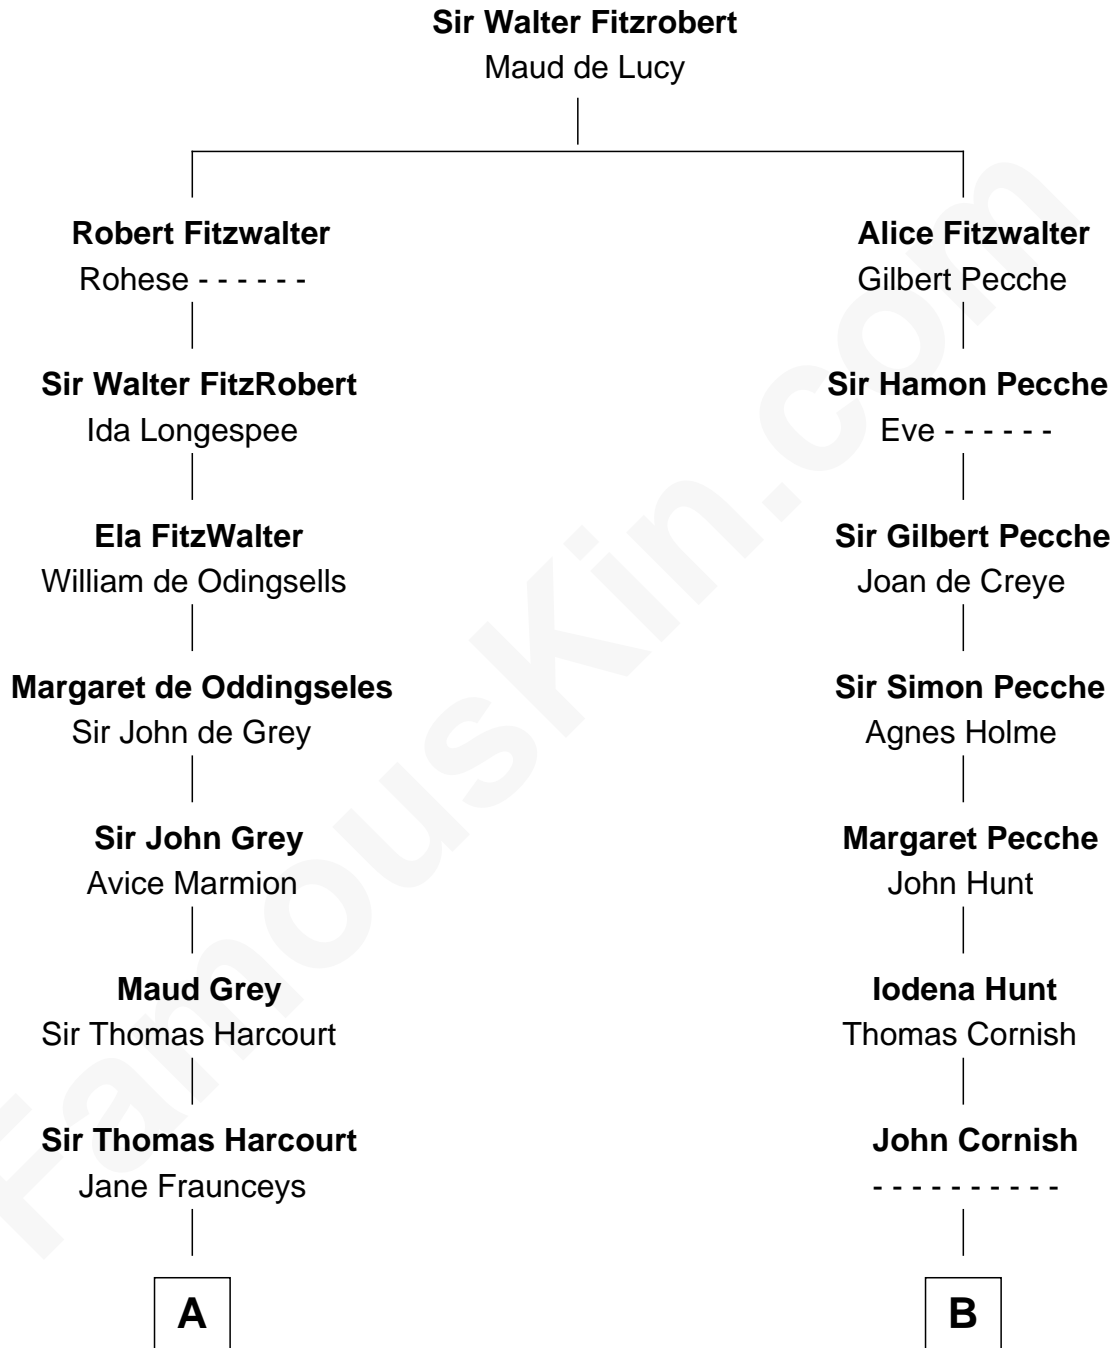 Sir Walter Fitzrobert
Maud de Lucy
Robert Fitzwalter
Rohese - - - - - -
Alice Fitzwalter
Gilbert Pecche
Sir Walter FitzRobert
Ida Longespee
Sir Hamon Pecche
Eve - - - - - -
Ela FitzWalter
William de Odingsells
Sir Gilbert Pecche
Joan de Creye
Margaret de Oddingseles
Sir John de Grey
Sir Simon Pecche
Agnes Holme
Sir John Grey
Avice Marmion
Margaret Pecche
John Hunt
Maud Grey
Sir Thomas Harcourt
Iodena Hunt
Thomas Cornish
Sir Thomas Harcourt
Jane Fraunceys
John Cornish
- - - - - - - - - -
A
B
FamousKin.com